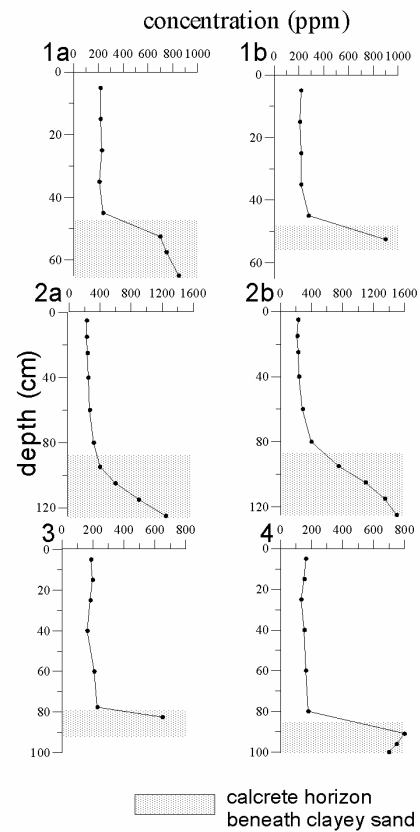 concentration (ppm)
1a
0 200 600 1000
0
20
40
60
1b
0 200 400 600 800 1000
0
20
40
60
2a
0 400 800 1200 1600
0
40
80
120
2b
0 400 800 1200 1600
0
40
80
120
depth (cm)
3
0 200 400 600 800
0
20
40
60
80
100
4
0 200 400 600 800
0
20
40
60
80
100
calcrete horizon
beneath clayey sand